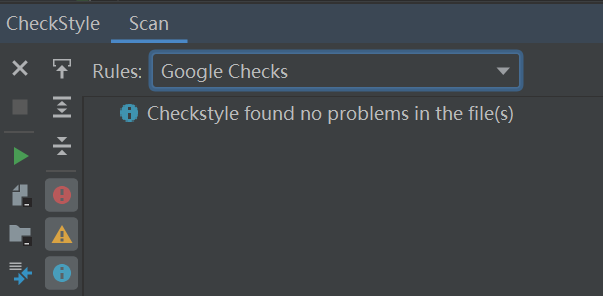 CheckStyle Scan
Rules: Google Checks
Checkstyle found no problems in the file(s)